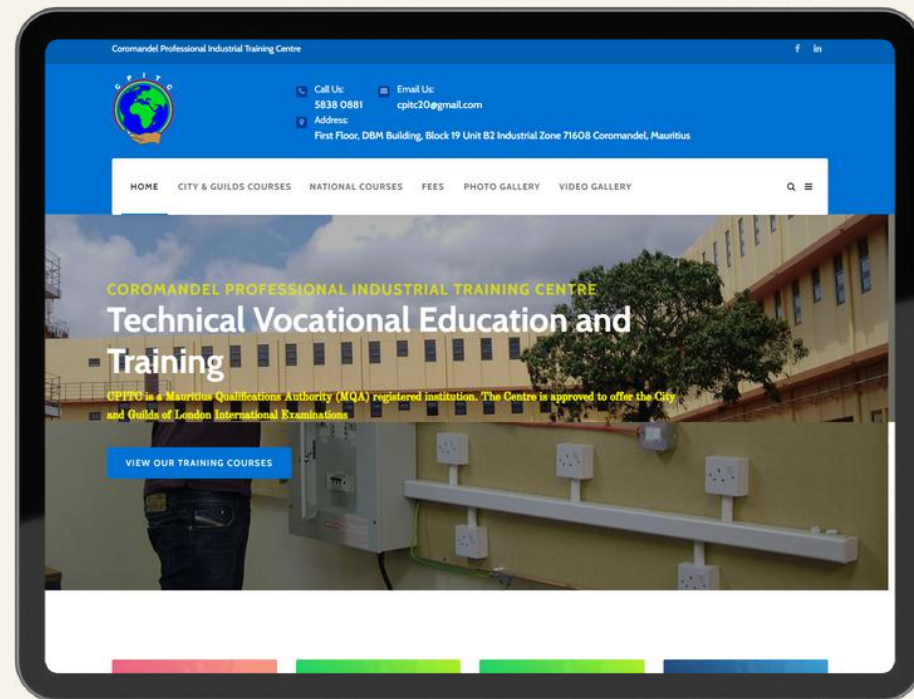 Coromandel Professional Industrial Training Centre
f in
CPITC
Call Us:
5838 0881
Email Us:
cpitc20@gmail.com
Address:
First Floor, DBM Building, Block 19 Unit B2 Industrial Zone 71608 Coromandel, Mauritius
HOME CITY & GUILDS COURSES NATIONAL COURSES FEES PHOTO GALLERY VIDEO GALLERY
COROMANDEL PROFESSIONAL INDUSTRIAL TRAINING CENTRE
Technical Vocational Education and
Training
CPITC is a Mauritius Qualifications Authority (MQA) registered institution. The Centre is approved to offer the City
and Guilds of London International Examinations
VIEW OUR TRAINING COURSES